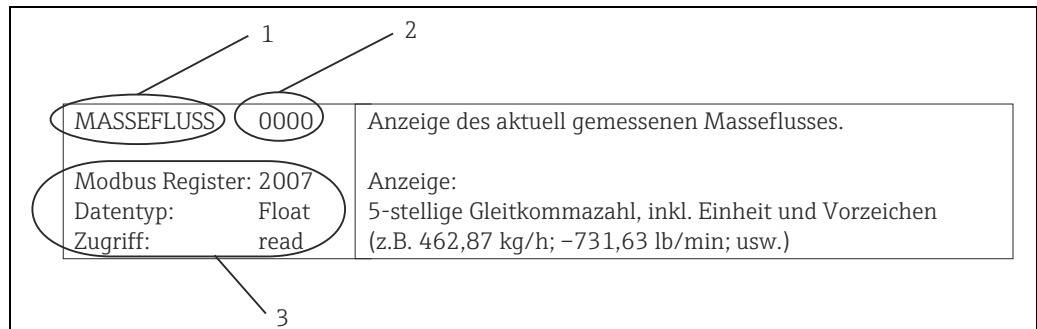 1
2
MASSEFLUSS 0000
Modbus Register: 2007
Datentyp: Float
Zugriff: read
Anzeige des aktuell gemessenen Masseflusses.
Anzeige:
5-stellige Gleitkommazahl, inkl. Einheit und Vorzeichen
(z.B. 462,87 kg/h; –731,63 lb/min; usw.)
3